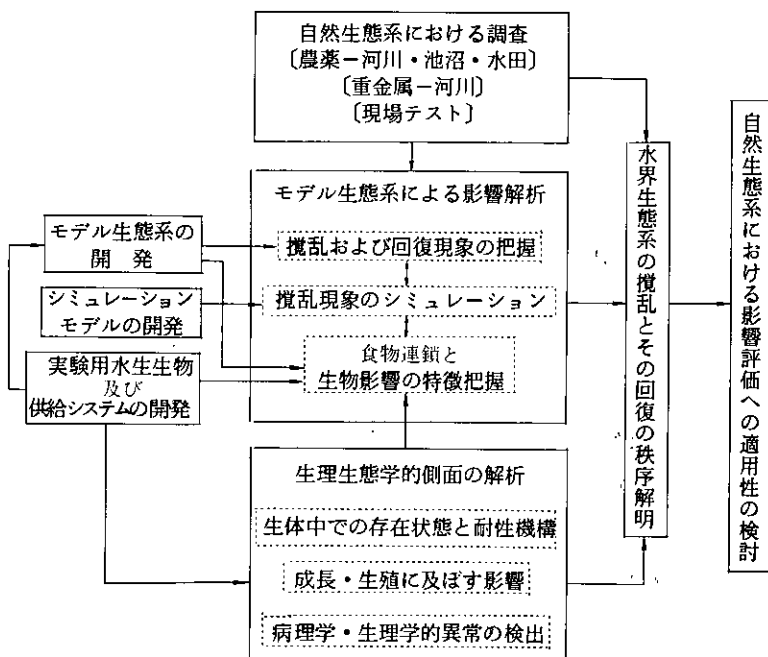 自然生態系における調査
〔農薬－河川・池沼・水田〕
〔重金属－河川〕
〔現場テスト〕
モデル生態系による影響解析
モデル生態系の
開　発
攪乱および回復現象の把握
シミュレーション
モデルの開発
攪乱現象のシミュレーション
実験用水生生物
及び
供給システムの開発
食物連鎖と
生物影響の特徴把握
生理生態学的側面の解析
生体中での存在状態と耐性機構
成長・生殖に及ぼす影響
病理学・生理学的異常の検出
水界生態系の攪乱とその回復の秩序解明
自然生態系における影響評価への適用性の検討